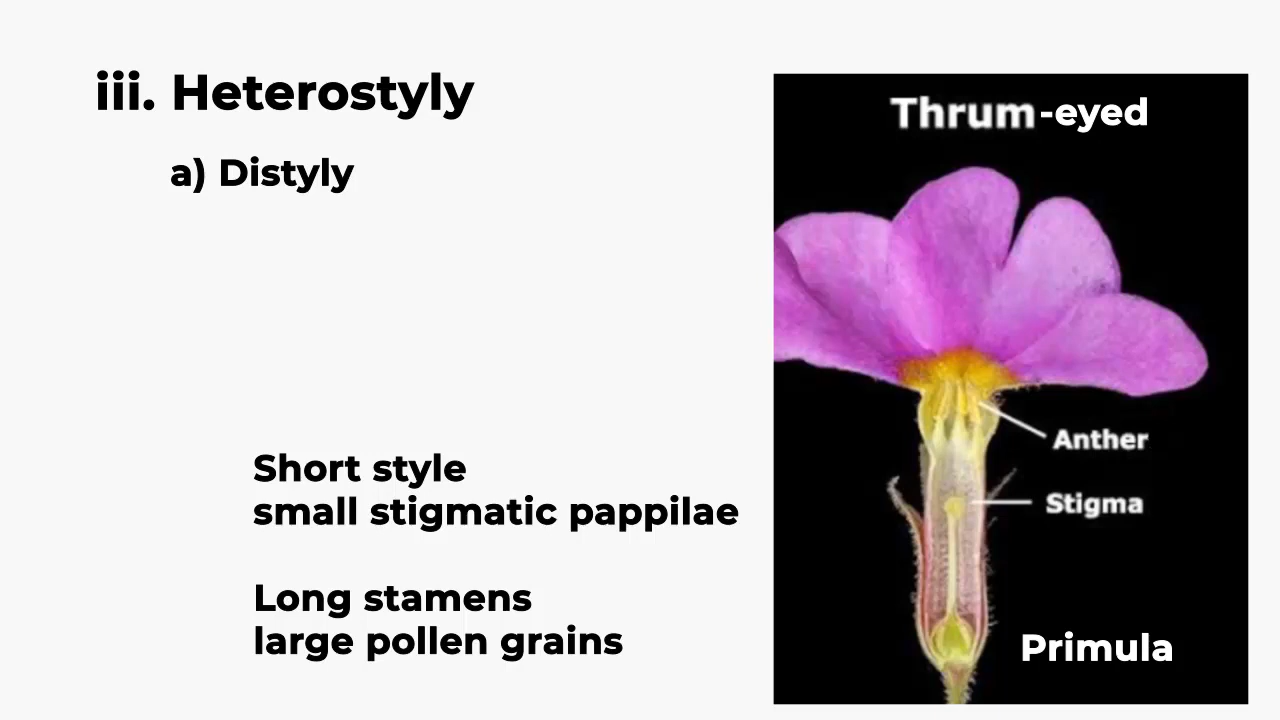 iii. Heterostyly
a) Distyly
Short style
small stigmatic pappilae
Long stamens
large pollen grains
Thrum-eyed
Anther
Stigma
Primula